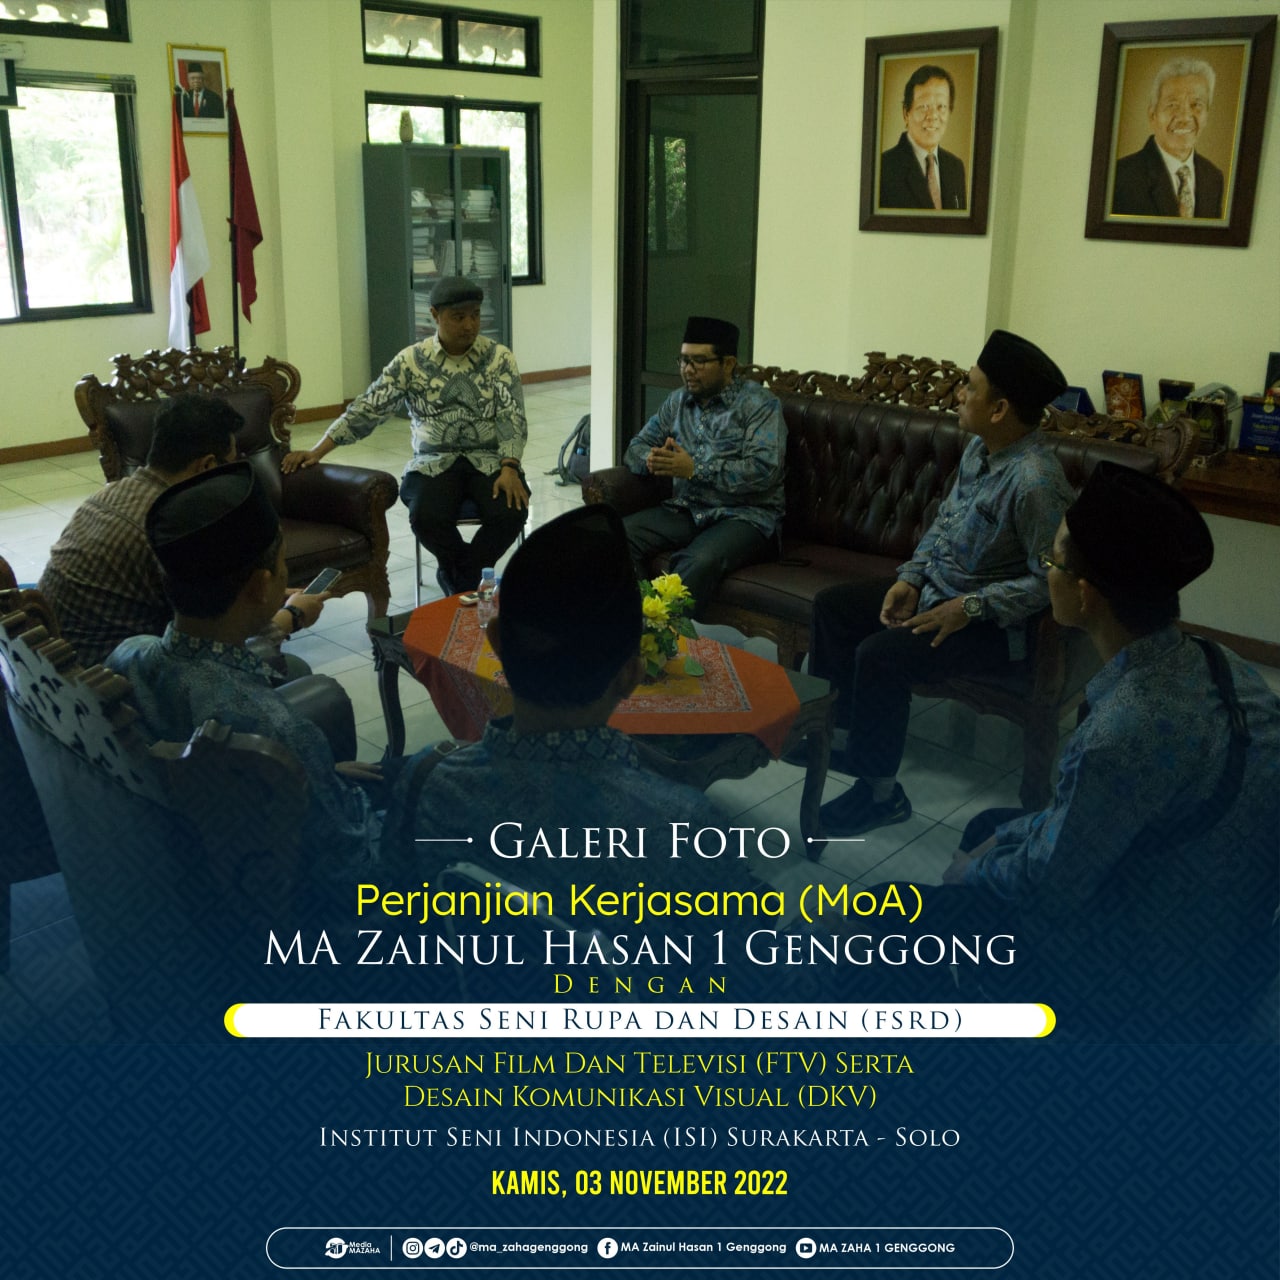 Galeri Foto
Perjanjian Kerjasama (MoA)
MA Zainul Hasan 1 Genggong
Dengan
Fakultas Seni Rupa dan Desain (FSRD)
Jurusan Film Dan Televisi (FTV) Serta
Desain Komunikasi Visual (DKV)
Institut Seni Indonesia (ISI) Surakarta - Solo
KAMIS, 03 NOVEMBER 2022
Media MAZAHA @ma_zahagenggong MA Zainul Hasan 1 Genggong MA ZAHA 1 GENGGONG